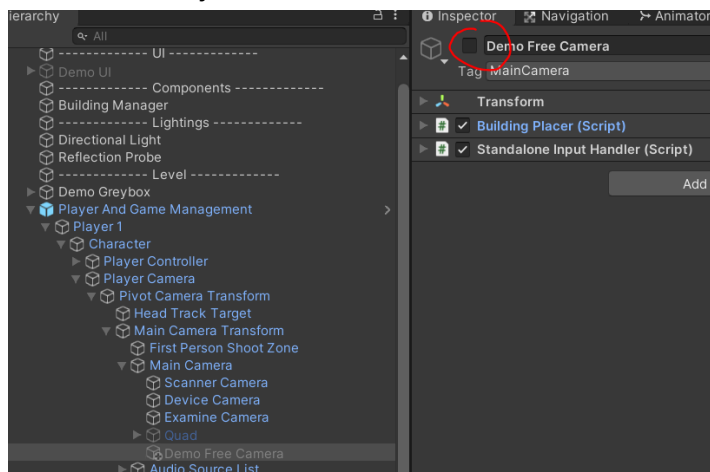 ierarchy
All
------------- UI -------------
Demo UI
------------- Components -------------
Building Manager
------------- Lightings -------------
Directional Light
Reflection Probe
------------- Level -------------
Demo Greybox
Player And Game Management
Player 1
Character
Player Controller
Player Camera
Pivot Camera Transform
Head Track Target
Main Camera Transform
First Person Shoot Zone
Main Camera
Scanner Camera
Device Camera
Examine Camera
Quad
Demo Free Camera
Audio Source List
Inspector Navigation Animator
Demo Free Camera
Tag MainCamera
Transform
# Building Placer (Script)
# Standalone Input Handler (Script)
Add